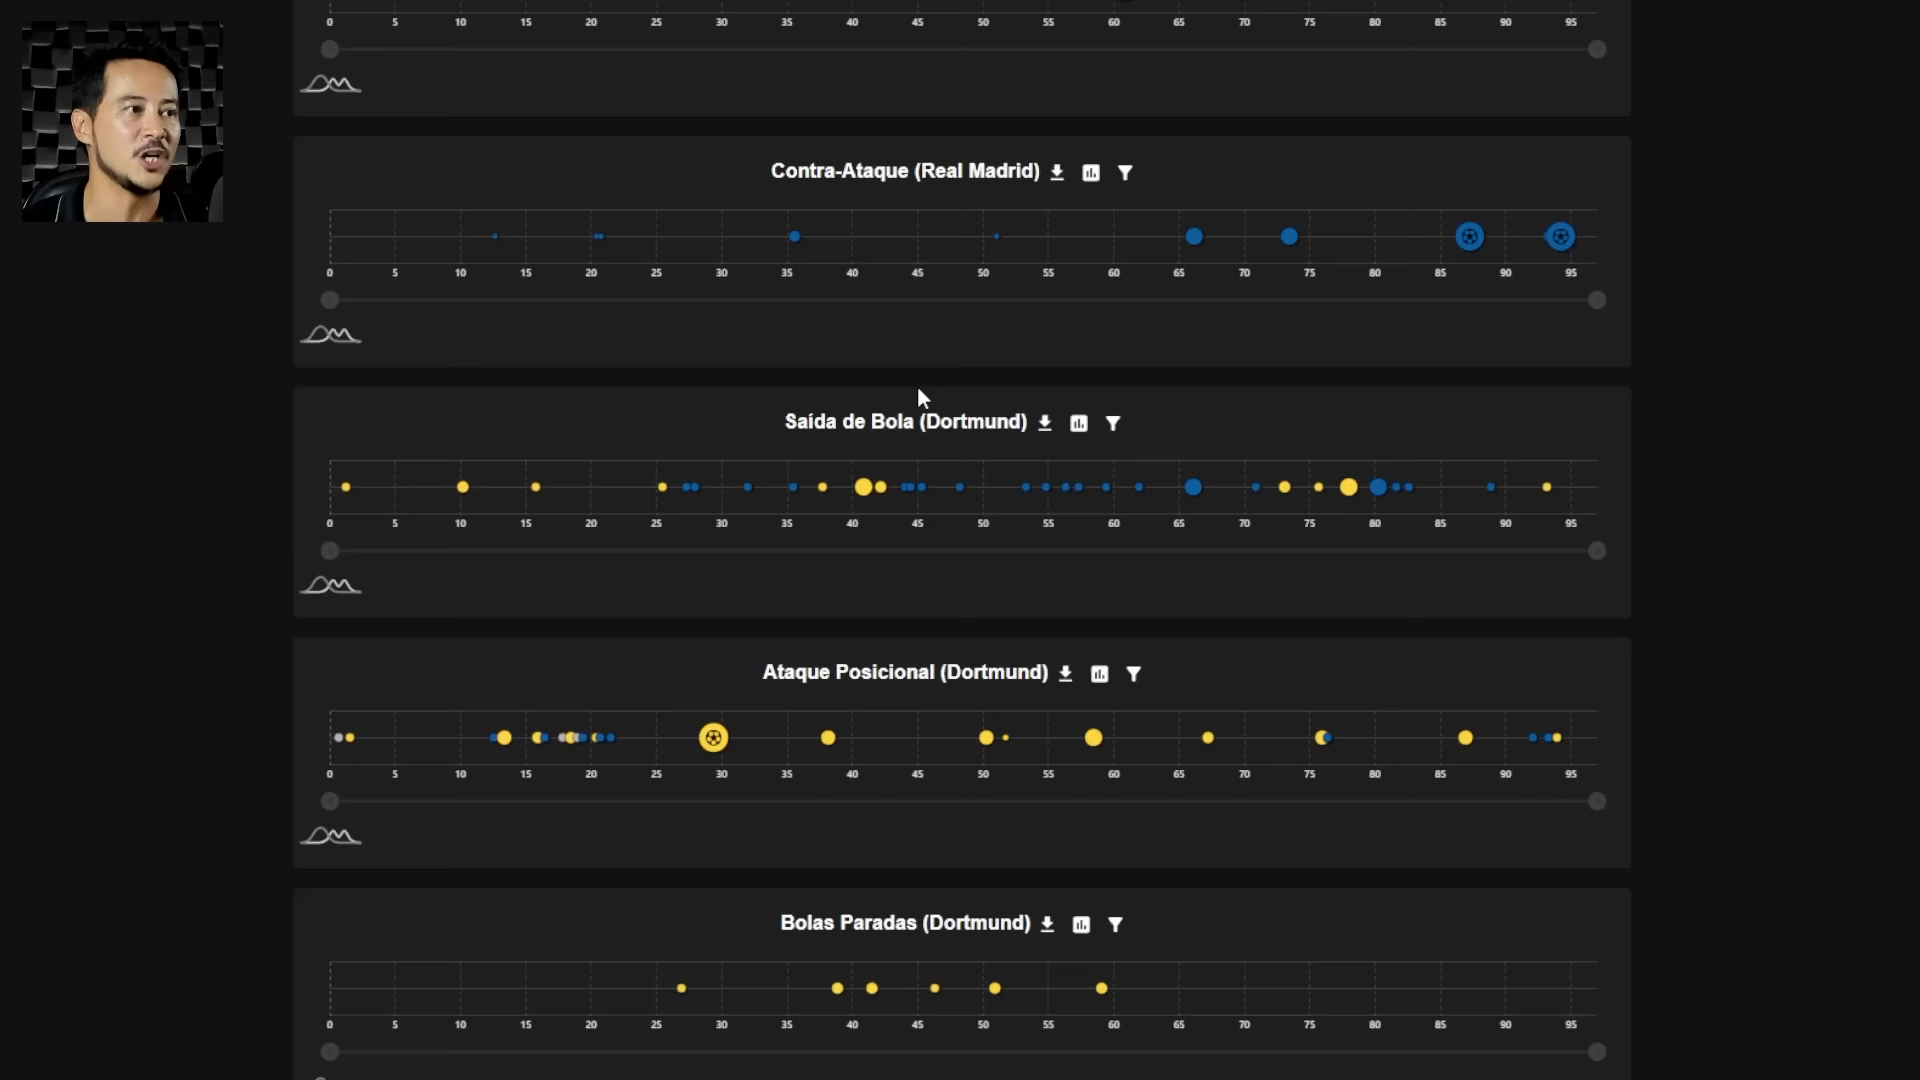 0 5 10 15 20 25 30 35 40 45 50 55 60 65 70 75 80 85 90 95
Contra-Ataque (Real Madrid)
0 5 10 15 20 25 30 35 40 45 50 55 60 65 70 75 80 85 90 95
Saída de Bola (Dortmund)
0 5 10 15 20 25 30 35 40 45 50 55 60 65 70 75 80 85 90 95
Ataque Posicional (Dortmund)
0 5 10 15 20 25 30 35 40 45 50 55 60 65 70 75 80 85 90 95
Bolas Paradas (Dortmund)
0 5 10 15 20 25 30 35 40 45 50 55 60 65 70 75 80 85 90 95